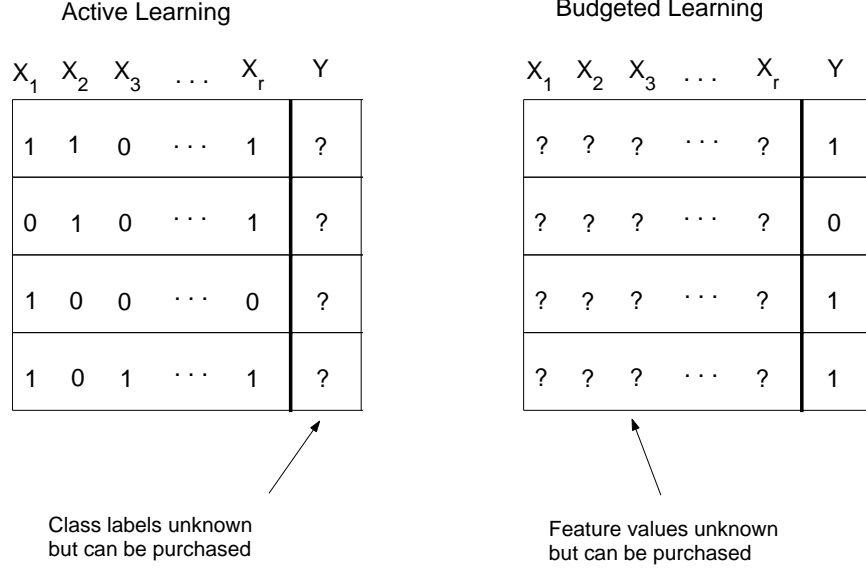 Active Learning
X1 X2 X3 . . . Xr Y
1 1 0 . . . 1 ?
0 1 0 . . . 1 ?
1 0 0 . . . 0 ?
1 0 1 . . . 1 ?
Class labels unknown
but can be purchased
Budgeted Learning
X1 X2 X3 . . . Xr Y
? ? ? . . . ? 1
? ? ? . . . ? 0
? ? ? . . . ? 1
? ? ? . . . ? 1
Feature values unknown
but can be purchased